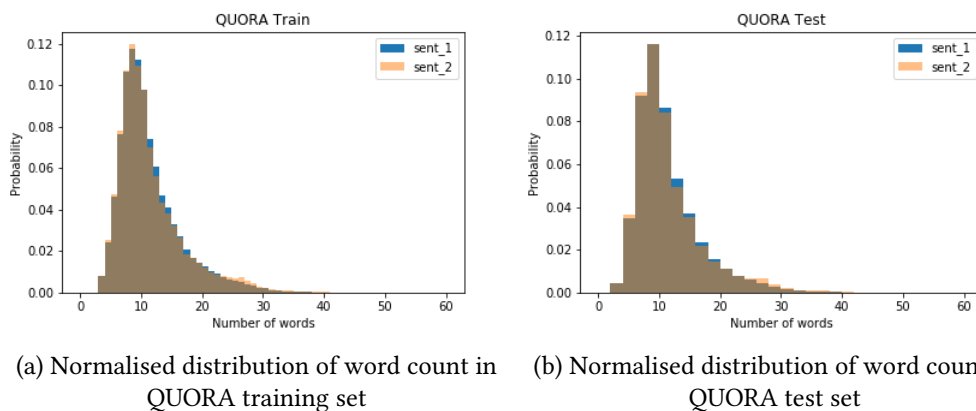 QUORA Train
0.12
0.10
0.08
0.06
0.04
0.02
0.00
Probability
0 10 20 30 40 50 60
Number of words
sent_1
sent_2
QUORA Test
0.12
0.10
0.08
0.06
0.04
0.02
0.00
Probability
0 10 20 30 40 50 60
Number of words
sent_1
sent_2
(a) Normalised distribution of word count in
QUORA training set
(b) Normalised distribution of word coun
QUORA test set